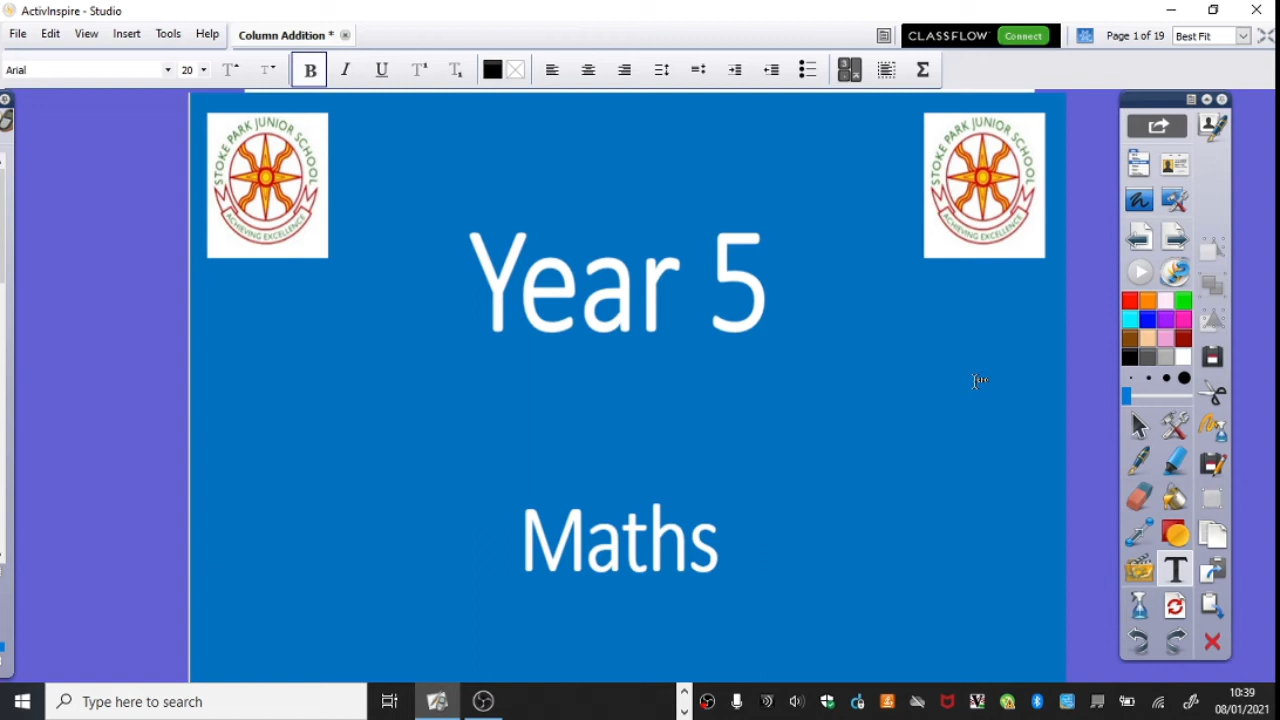 ActivInspire - Studio
File Edit View Insert Tools Help Column Addition * CLASSFLOW Connect Page 1 of 19 Best Fit
Arial 20 B I U T T Σ
STOKE PARK JUNIOR SCHOOL
ACHIEVING EXCELLENCE
STOKE PARK JUNIOR SCHOOL
ACHIEVING EXCELLENCE
Year 5
Maths
T
Type here to search
10:39
08/01/2021